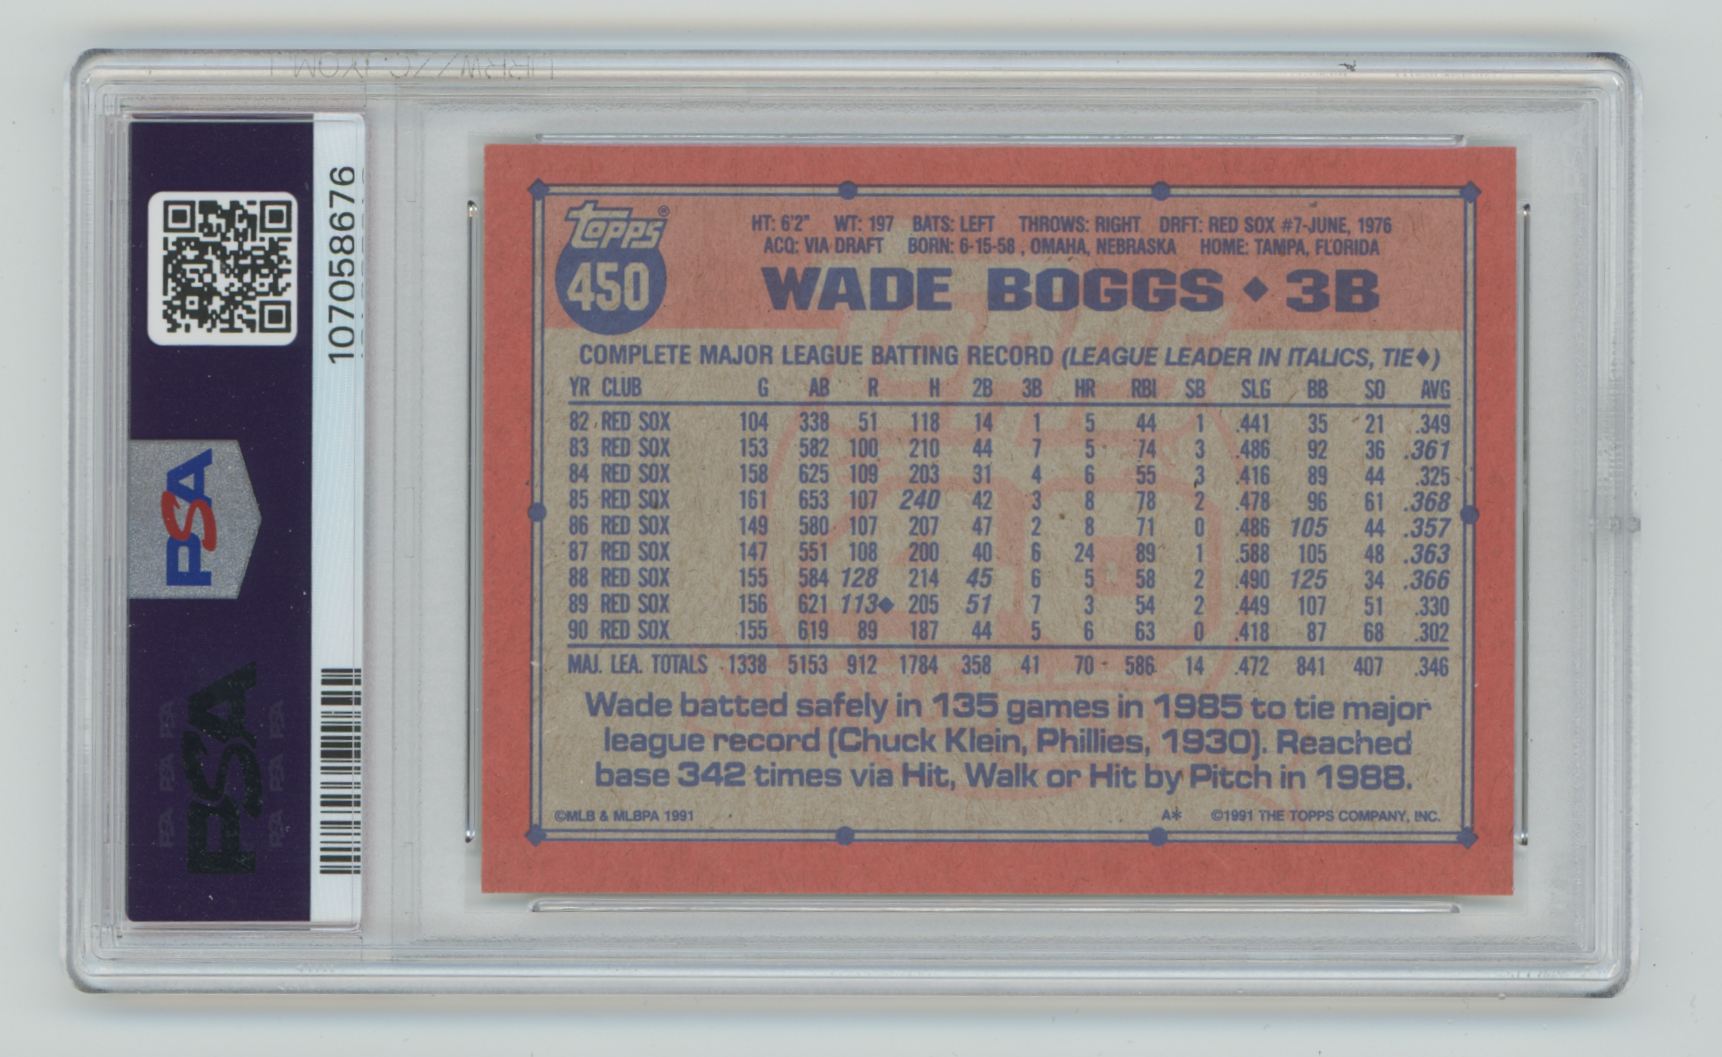 107058676
PSA
PSA
Topps®
450
HT: 6'2" WT: 197 BATS: LEFT THROWS: RIGHT DRFT: RED SOX #7-JUNE, 1976
ACQ: VIA DRAFT BORN: 6-15-58 , OMAHA, NEBRASKA HOME: TAMPA, FLORIDA
WADE BOGGS ♦ 3B
COMPLETE MAJOR LEAGUE BATTING RECORD (LEAGUE LEADER IN ITALICS, TIE♦)
YR CLUB G AB R H 2B 3B HR RBI SB SLG BB SO AVG
82 RED SOX 104 338 51 118 14 1 5 44 1 .441 35 21 .349
83 RED SOX 153 582 100 210 44 7 5 74 3 .486 92 36 .361
84 RED SOX 158 625 109 203 31 4 6 55 3 .416 89 44 .325
85 RED SOX 161 653 107 240 42 3 8 78 2 .478 96 61 .368
86 RED SOX 149 580 107 207 47 2 8 71 0 .486 105 44 .357
87 RED SOX 147 551 108 200 40 6 24 89 1 .588 105 48 .363
88 RED SOX 155 584 128 214 45 6 5 58 2 .490 125 34 .366
89 RED SOX 156 621 113♦ 205 51 7 3 54 2 .449 107 51 .330
90 RED SOX 155 619 89 187 44 5 6 63 0 .418 87 68 .302
MAJ. LEA. TOTALS 1338 5153 912 1784 358 41 70 586 14 .472 841 407 .346
Wade batted safely in 135 games in 1985 to tie major
league record (Chuck Klein, Phillies, 1930). Reached
base 342 times via Hit, Walk or Hit by Pitch in 1988.
©MLB & MLBPA 1991 A* ©1991 THE TOPPS COMPANY, INC.